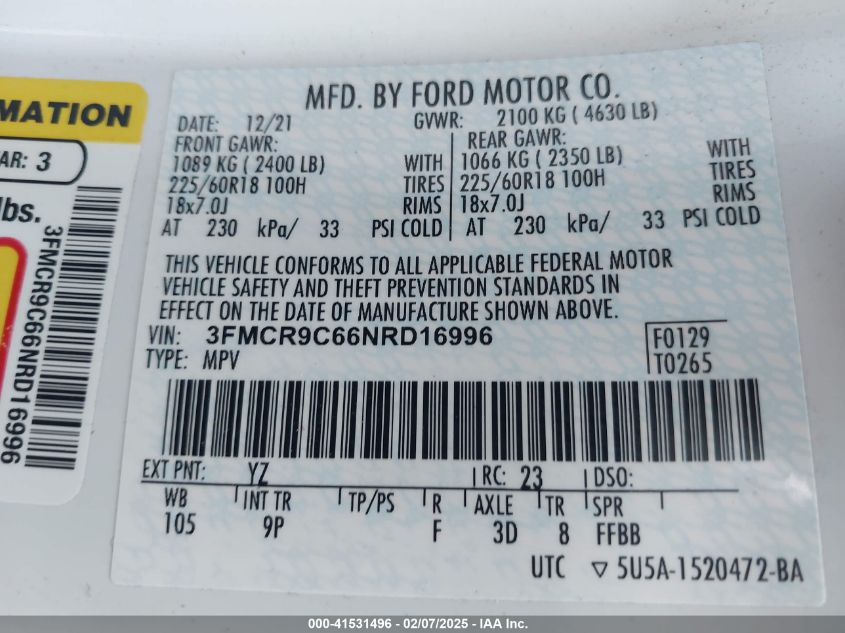 MATION
AR: 3
lbs.
3FMCR9C66NRD16996
MFD. BY FORD MOTOR CO.
DATE: 12/21 GVWR: 2100 KG ( 4630 LB)
FRONT GAWR: REAR GAWR:
1089 KG ( 2400 LB) WITH 1066 KG ( 2350 LB) WITH
225/60R18 100H TIRES 225/60R18 100H TIRES
18x7.0J RIMS 18x7.0J RIMS
AT 230 kPa/ 33 PSI COLD AT 230 kPa/ 33 PSI COLD
THIS VEHICLE CONFORMS TO ALL APPLICABLE FEDERAL MOTOR
VEHICLE SAFETY AND THEFT PREVENTION STANDARDS IN
EFFECT ON THE DATE OF MANUFACTURE SHOWN ABOVE.
VIN: 3FMCR9C66NRD16996 F0129
TYPE: MPV T0265
EXT PNT: YZ RC: 23 DSO:
WB INT TR TP/PS R AXLE TR SPR
105 9P F 3D 8 FFBB
UTC ▽ 5U5A-1520472-BA
000-41531496 - 02/07/2025 - IAA Inc.